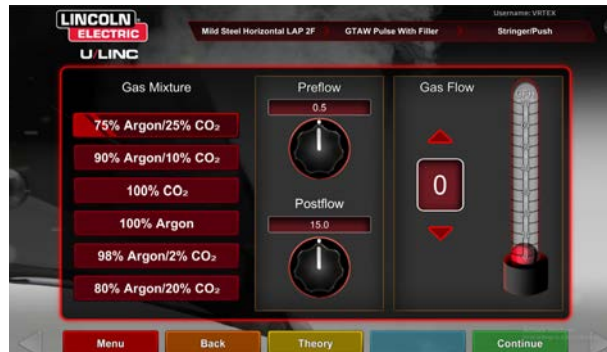 Username: VRTEX
LINCOLN
ELECTRIC
U/LINC
Mild Steel Horizontal LAP 2F GTAW Pulse With Filler Stringer/Push
Gas Mixture
75% Argon/25% CO₂
90% Argon/10% CO₂
100% CO₂
100% Argon
98% Argon/2% CO₂
80% Argon/20% CO₂
Preflow
0.5
Postflow
15.0
Gas Flow
0
Menu Back Theory Continue